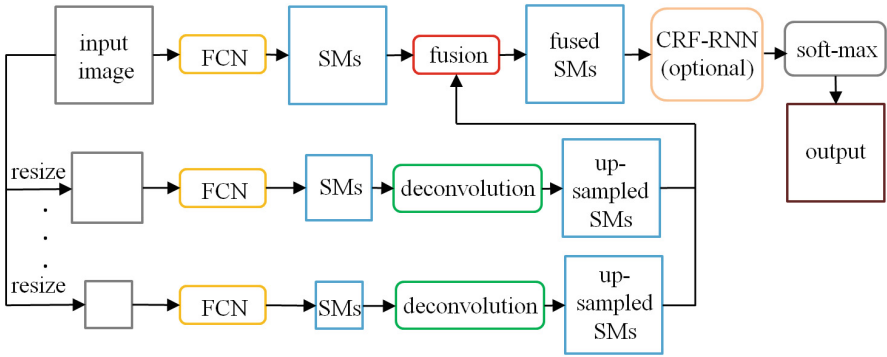 input
image
FCN
SMs
fusion
fused
SMs
CRF-RNN
(optional)
soft-max
output
resize
FCN
SMs
deconvolution
up-
sampled
SMs
resize
FCN
SMs
deconvolution
up-
sampled
SMs